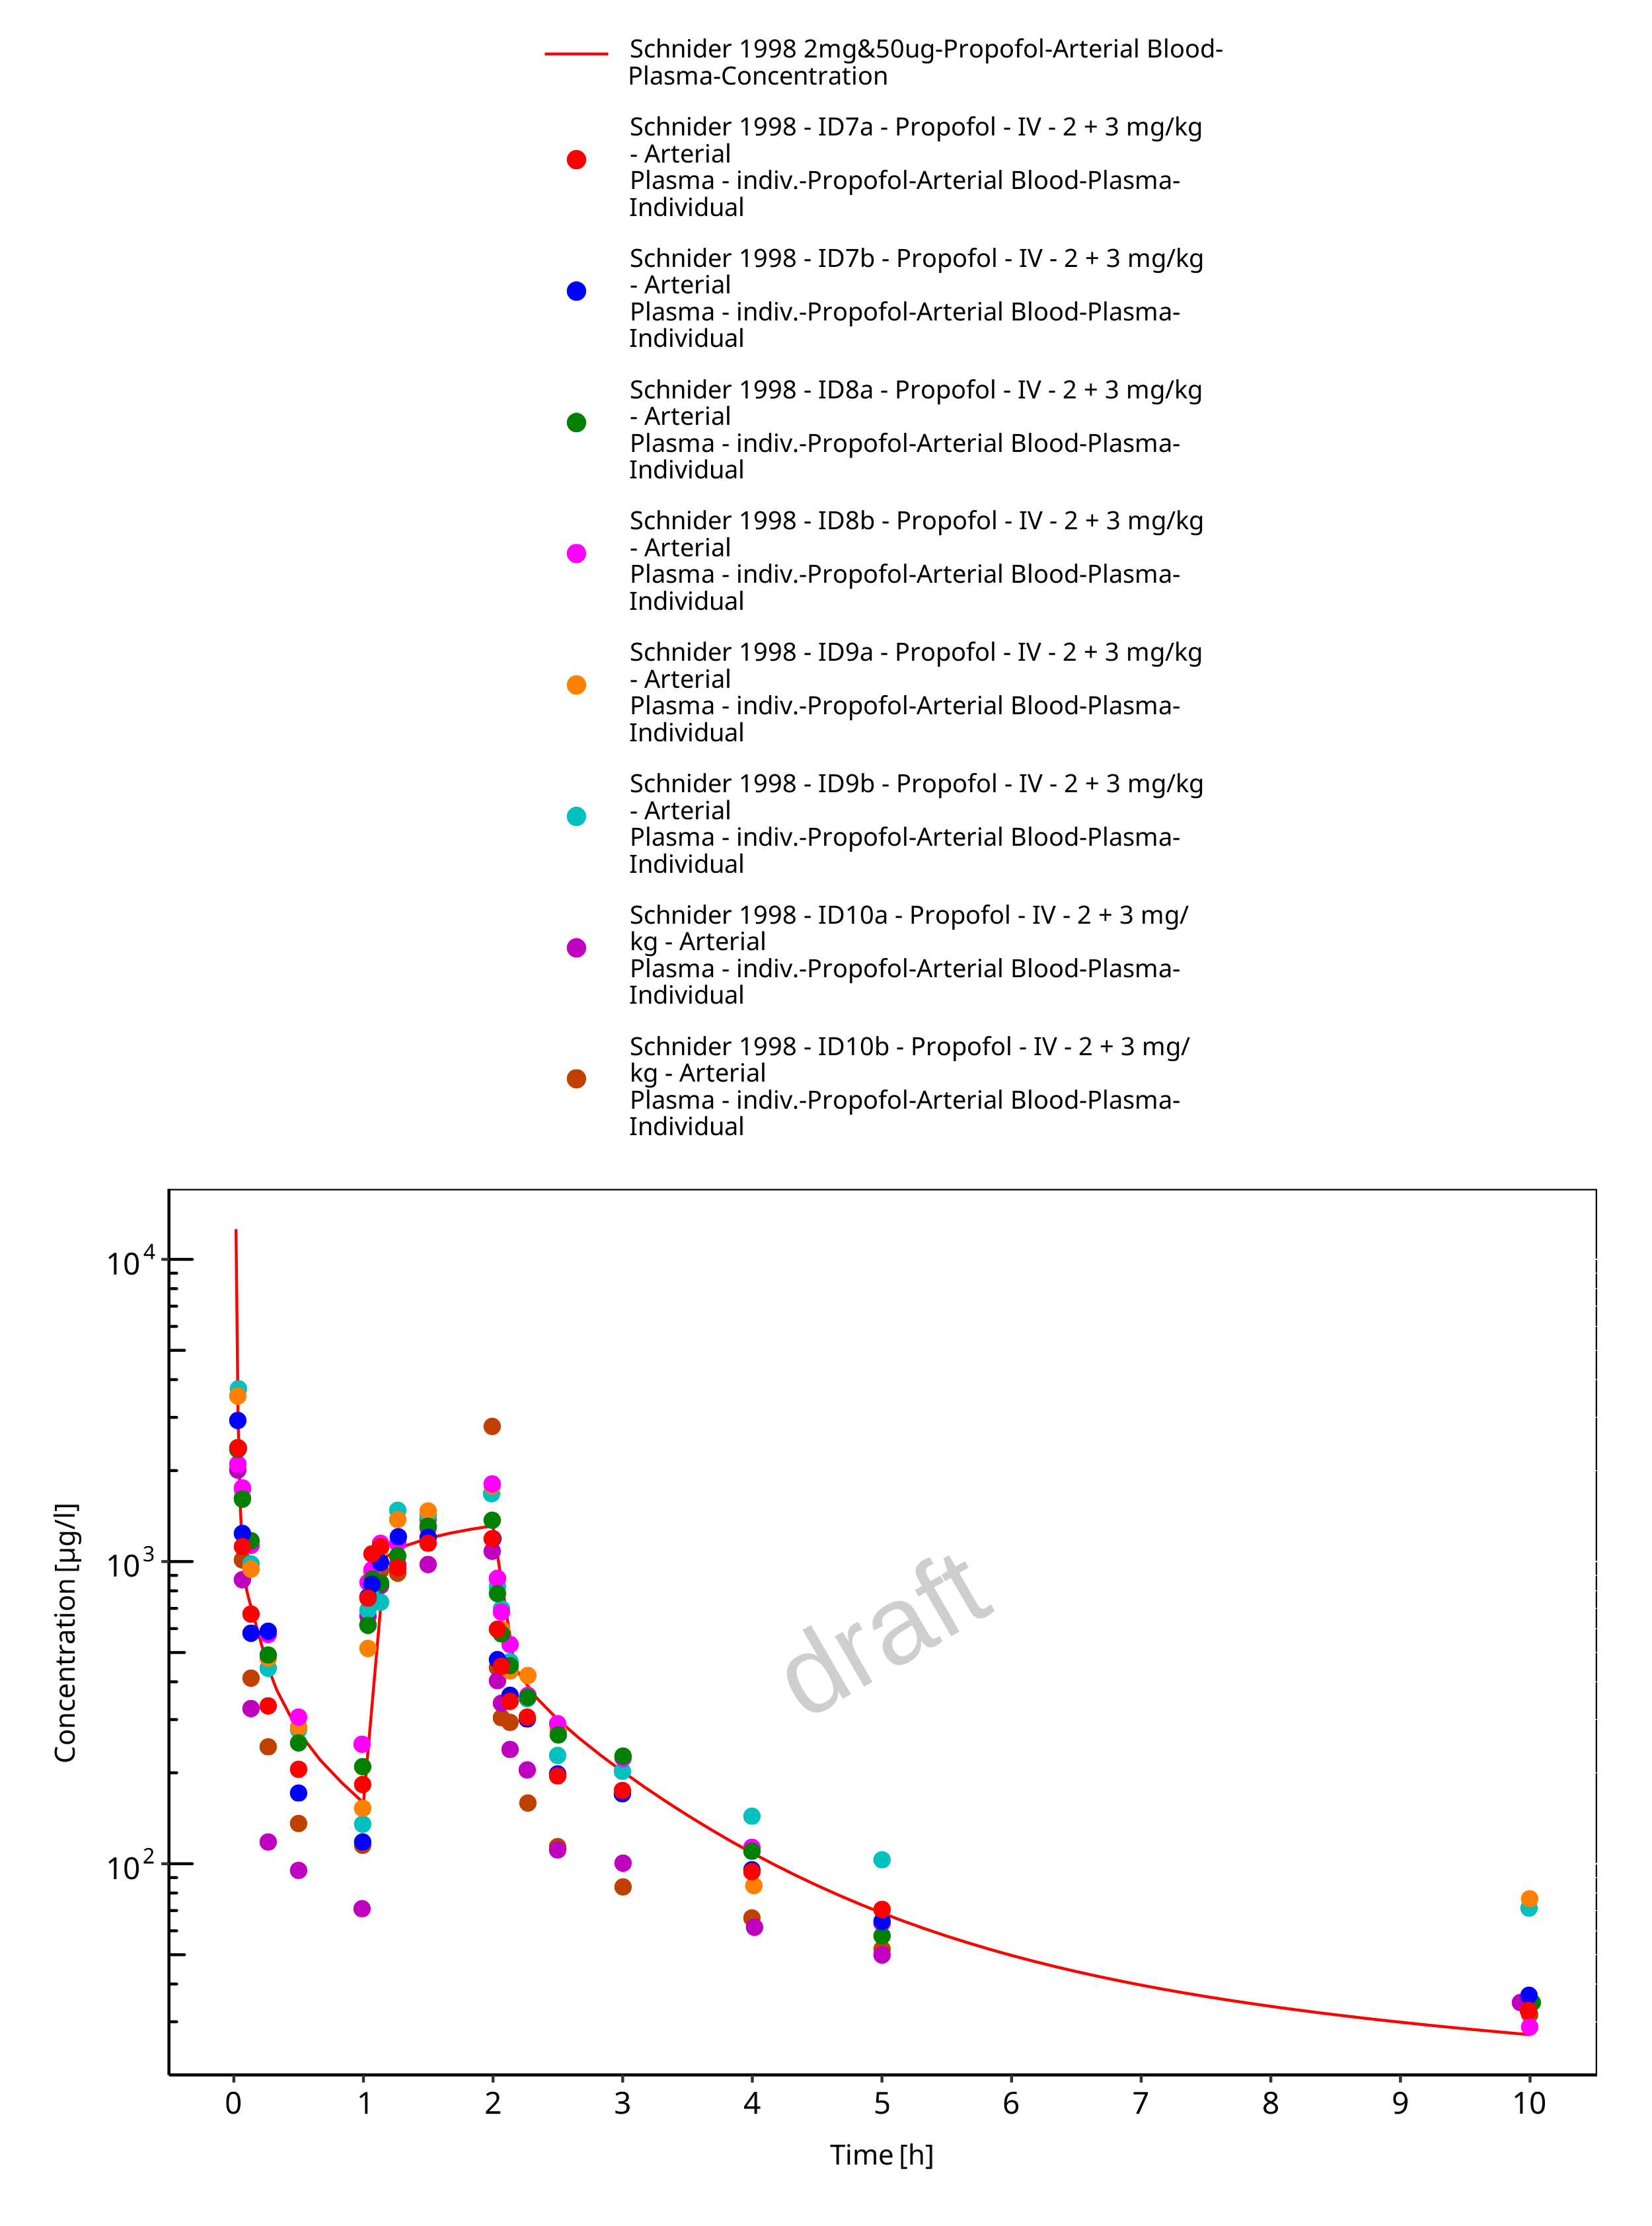 Schnider 1998 2mg&50ug-Propofol-Arterial Blood-
Plasma-Concentration
Schnider 1998 - ID7a - Propofol - IV - 2 + 3 mg/kg
- Arterial
Plasma - indiv.-Propofol-Arterial Blood-Plasma-
Individual
Schnider 1998 - ID7b - Propofol - IV - 2 + 3 mg/kg
- Arterial
Plasma - indiv.-Propofol-Arterial Blood-Plasma-
Individual
Schnider 1998 - ID8a - Propofol - IV - 2 + 3 mg/kg
- Arterial
Plasma - indiv.-Propofol-Arterial Blood-Plasma-
Individual
Schnider 1998 - ID8b - Propofol - IV - 2 + 3 mg/kg
- Arterial
Plasma - indiv.-Propofol-Arterial Blood-Plasma-
Individual
Schnider 1998 - ID9a - Propofol - IV - 2 + 3 mg/kg
- Arterial
Plasma - indiv.-Propofol-Arterial Blood-Plasma-
Individual
Schnider 1998 - ID9b - Propofol - IV - 2 + 3 mg/kg
- Arterial
Plasma - indiv.-Propofol-Arterial Blood-Plasma-
Individual
Schnider 1998 - ID10a - Propofol - IV - 2 + 3 mg/
kg - Arterial
Plasma - indiv.-Propofol-Arterial Blood-Plasma-
Individual
Schnider 1998 - ID10b - Propofol - IV - 2 + 3 mg/
kg - Arterial
Plasma - indiv.-Propofol-Arterial Blood-Plasma-
Individual
Concentration [µg/l]
10^4
10^3
10^2
draft
0 1 2 3 4 5 6 7 8 9 10
Time [h]